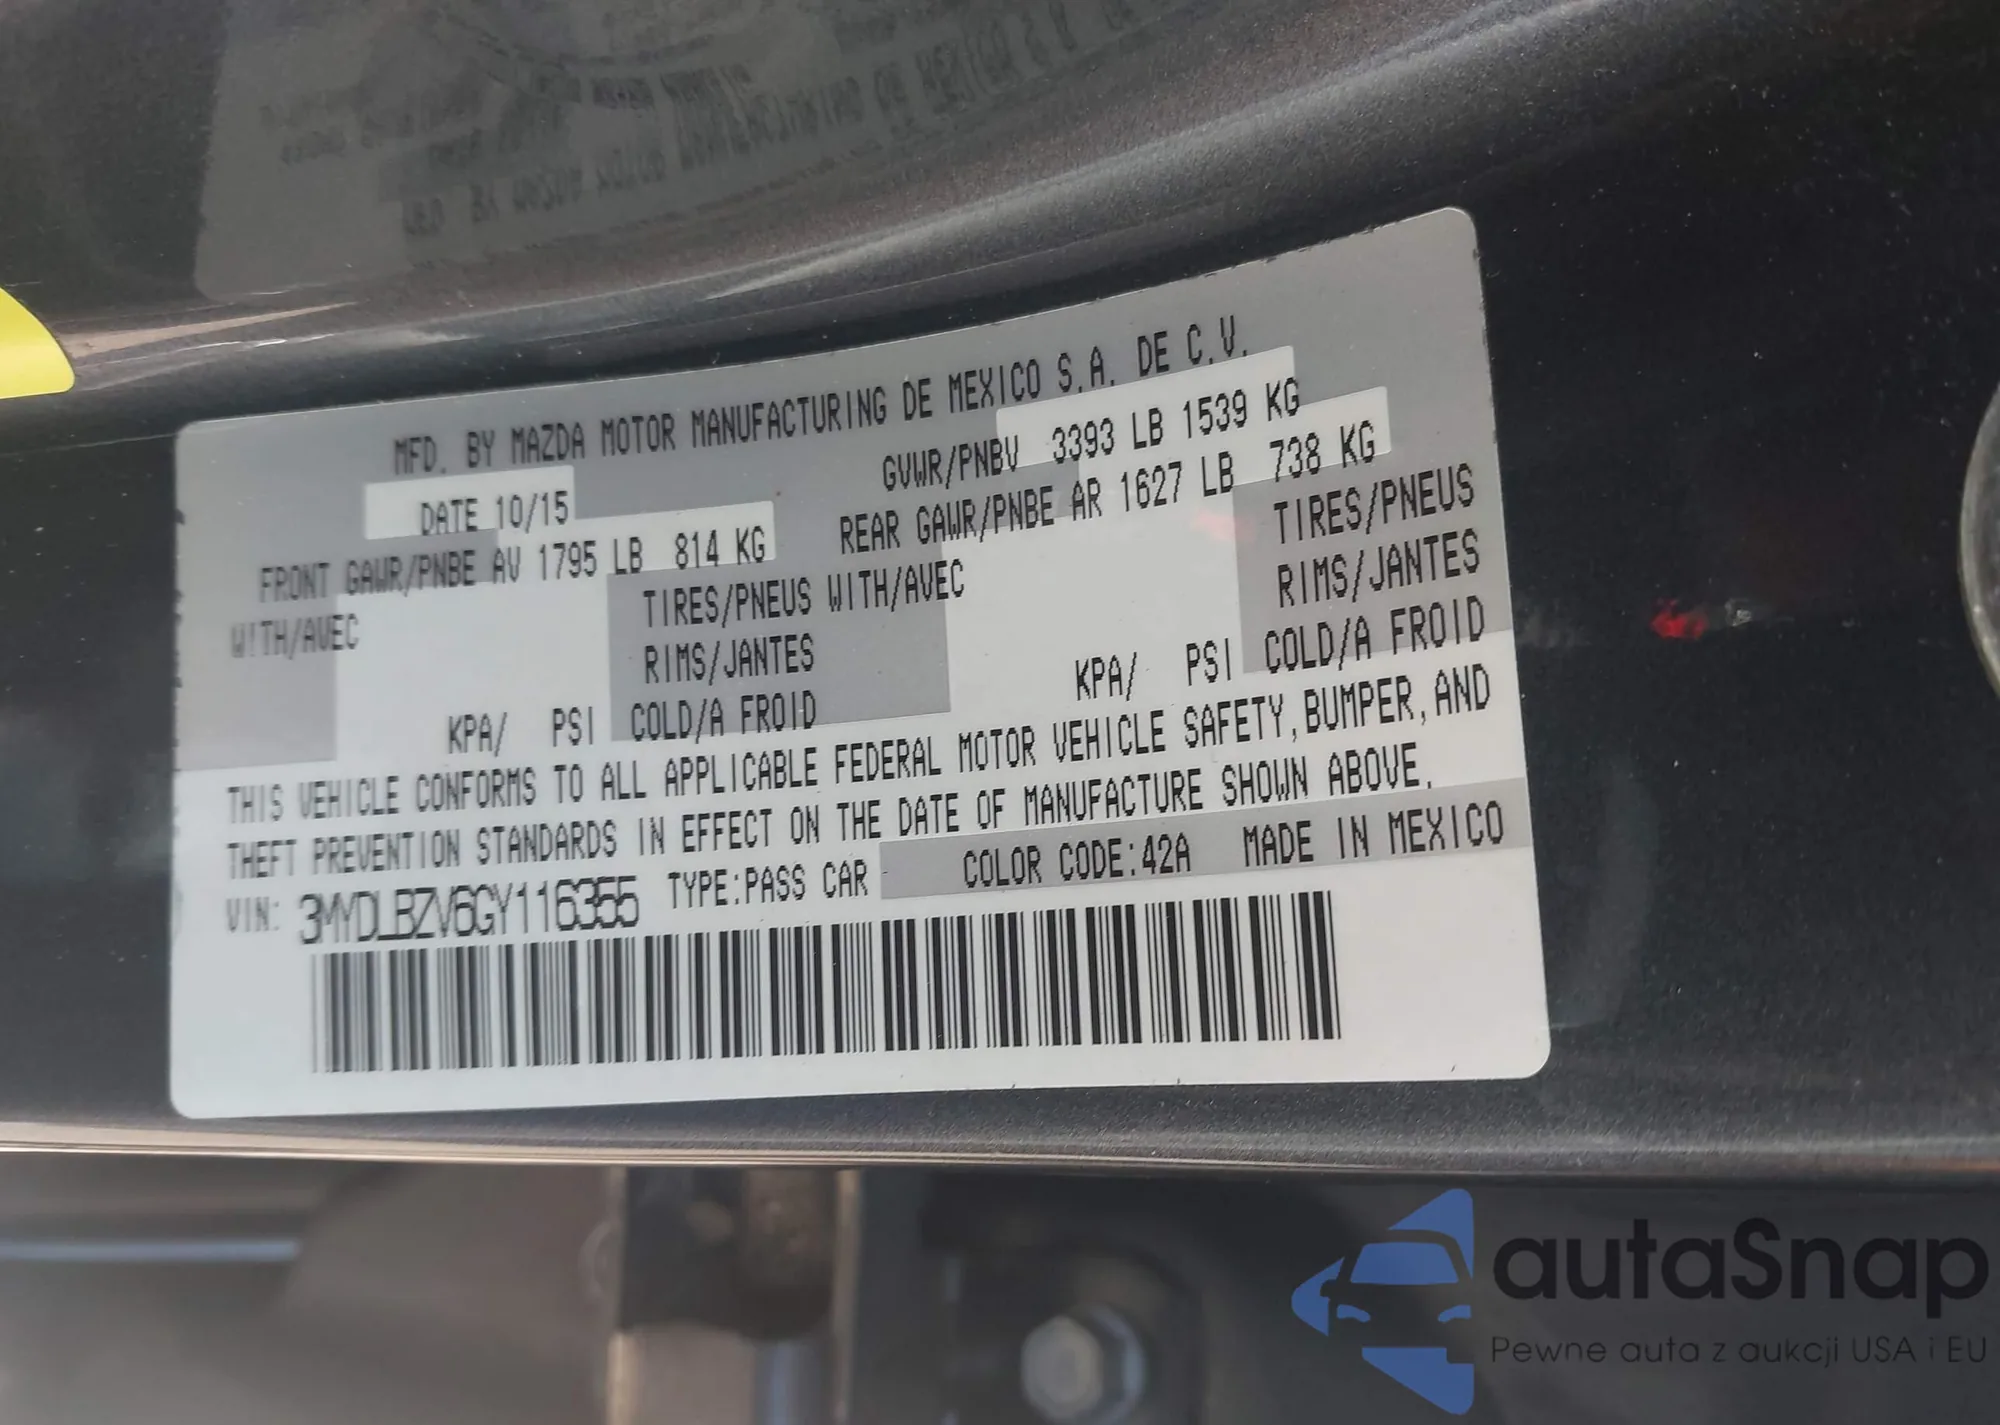 MFD. BY MAZDA MOTOR MANUFACTURING DE MEXICO S.A. DE C.V.
DATE 10/15 GVWR/PNBV 3393 LB 1539 KG
FRONT GAWR/PNBE AV 1795 LB 814 KG REAR GAWR/PNBE AR 1627 LB 738 KG
WITH/AVEC TIRES/PNEUS WITH/AVEC TIRES/PNEUS
RIMS/JANTES RIMS/JANTES
KPA/ PSI COLD/A FROID KPA/ PSI COLD/A FROID
THIS VEHICLE CONFORMS TO ALL APPLICABLE FEDERAL MOTOR VEHICLE SAFETY, BUMPER, AND
THEFT PREVENTION STANDARDS IN EFFECT ON THE DATE OF MANUFACTURE SHOWN ABOVE.
VIN: 3MYDLBZV6GY116355 TYPE:PASS CAR COLOR CODE:42A MADE IN MEXICO
autaSnap
Pewne auta z aukcji USA i EU